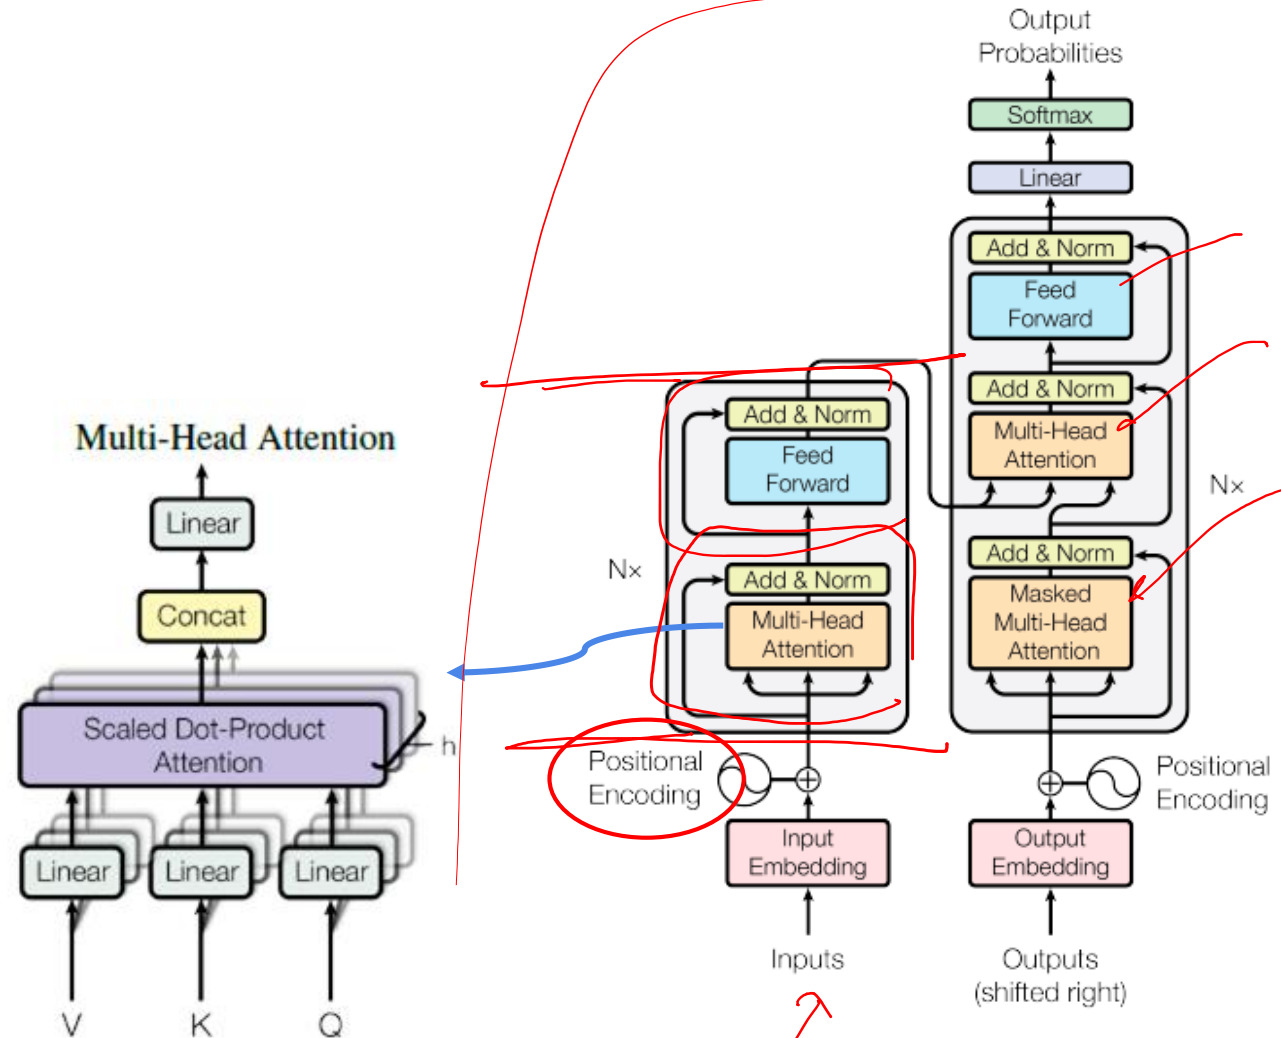 Multi-Head Attention
Linear
Concat
Scaled Dot-Product
Attention
h
Linear
Linear
Linear
V
K
Q
Output
Probabilities
Softmax
Linear
Add & Norm
Feed
Forward
Add & Norm
Multi-Head
Attention
Nx
Add & Norm
Masked
Multi-Head
Attention
Positional
Encoding
Output
Embedding
Outputs
(shifted right)
Add & Norm
Feed
Forward
Nx
Add & Norm
Multi-Head
Attention
Positional
Encoding
Input
Embedding
Inputs